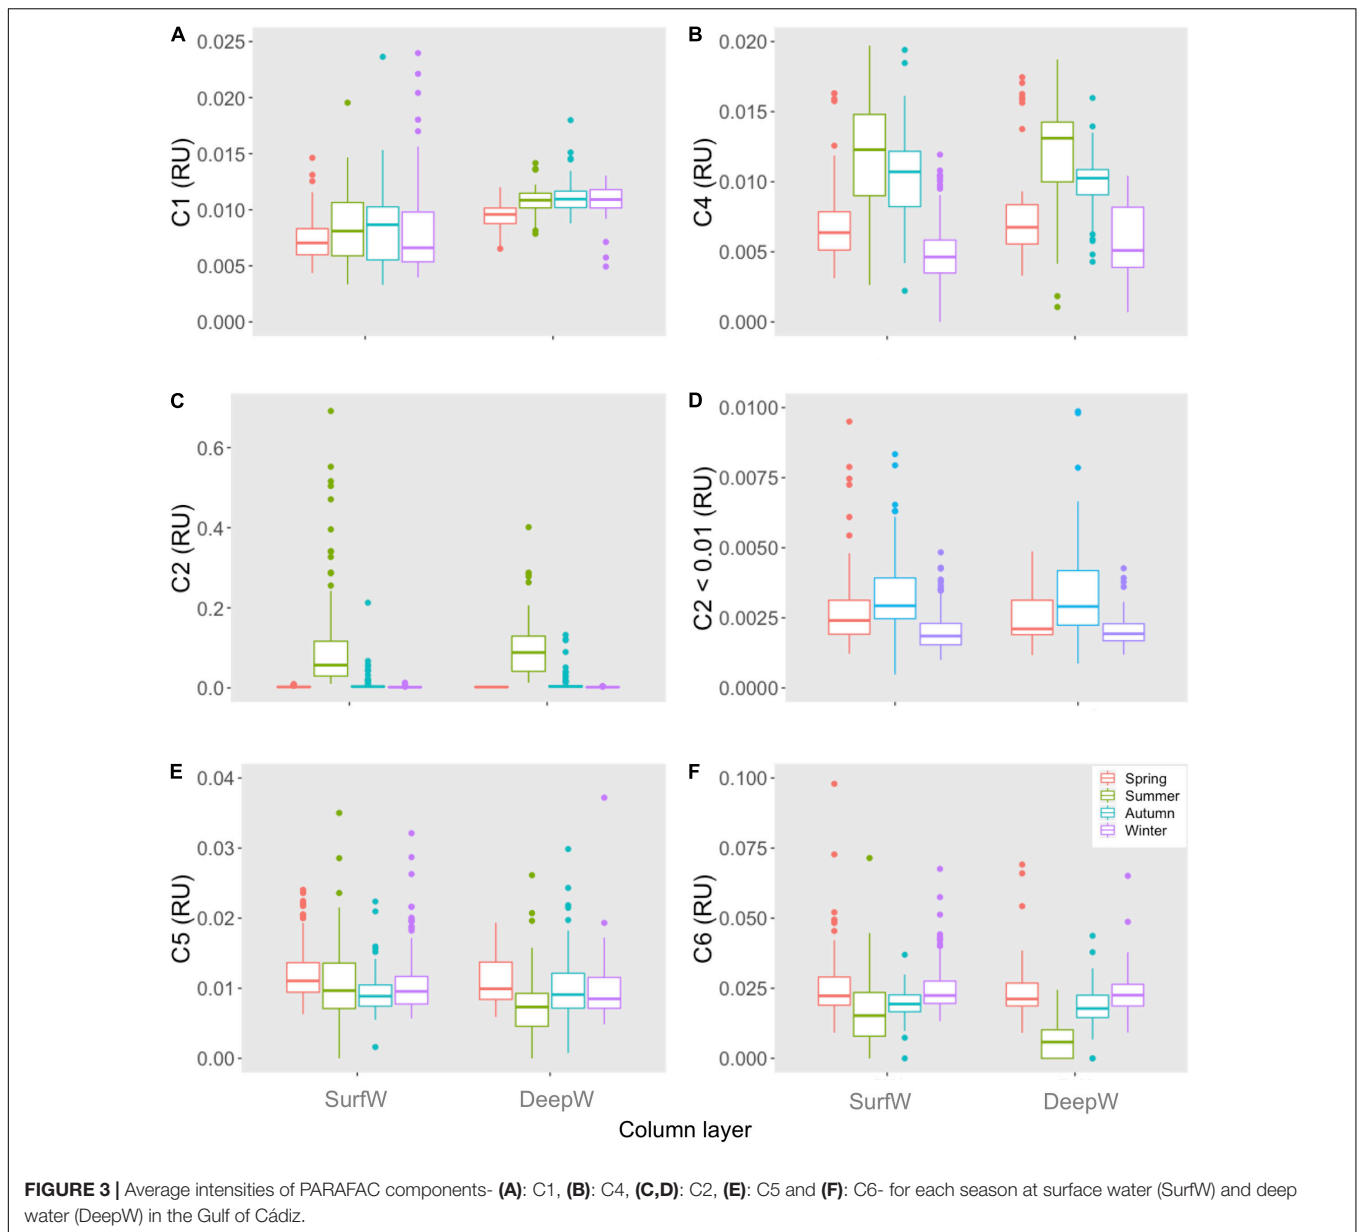 A
0.025
0.020
0.015
0.010
0.005
0.000
C1 (RU)
B
0.020
0.015
0.010
0.005
0.000
C4 (RU)
C
0.6
0.4
0.2
0.0
C2 (RU)
D
0.0100
0.0075
0.0050
0.0025
0.0000
C2 < 0.01 (RU)
E
0.04
0.03
0.02
0.01
0.00
C5 (RU)
SurfW
DeepW
F
0.100
0.075
0.050
0.025
0.000
C6 (RU)
Spring
Summer
Autumn
Winter
SurfW
DeepW
Column layer
FIGURE 3 | Average intensities of PARAFAC components- (A): C1, (B): C4, (C,D): C2, (E): C5 and (F): C6- for each season at surface water (SurfW) and deep
water (DeepW) in the Gulf of Cádiz.